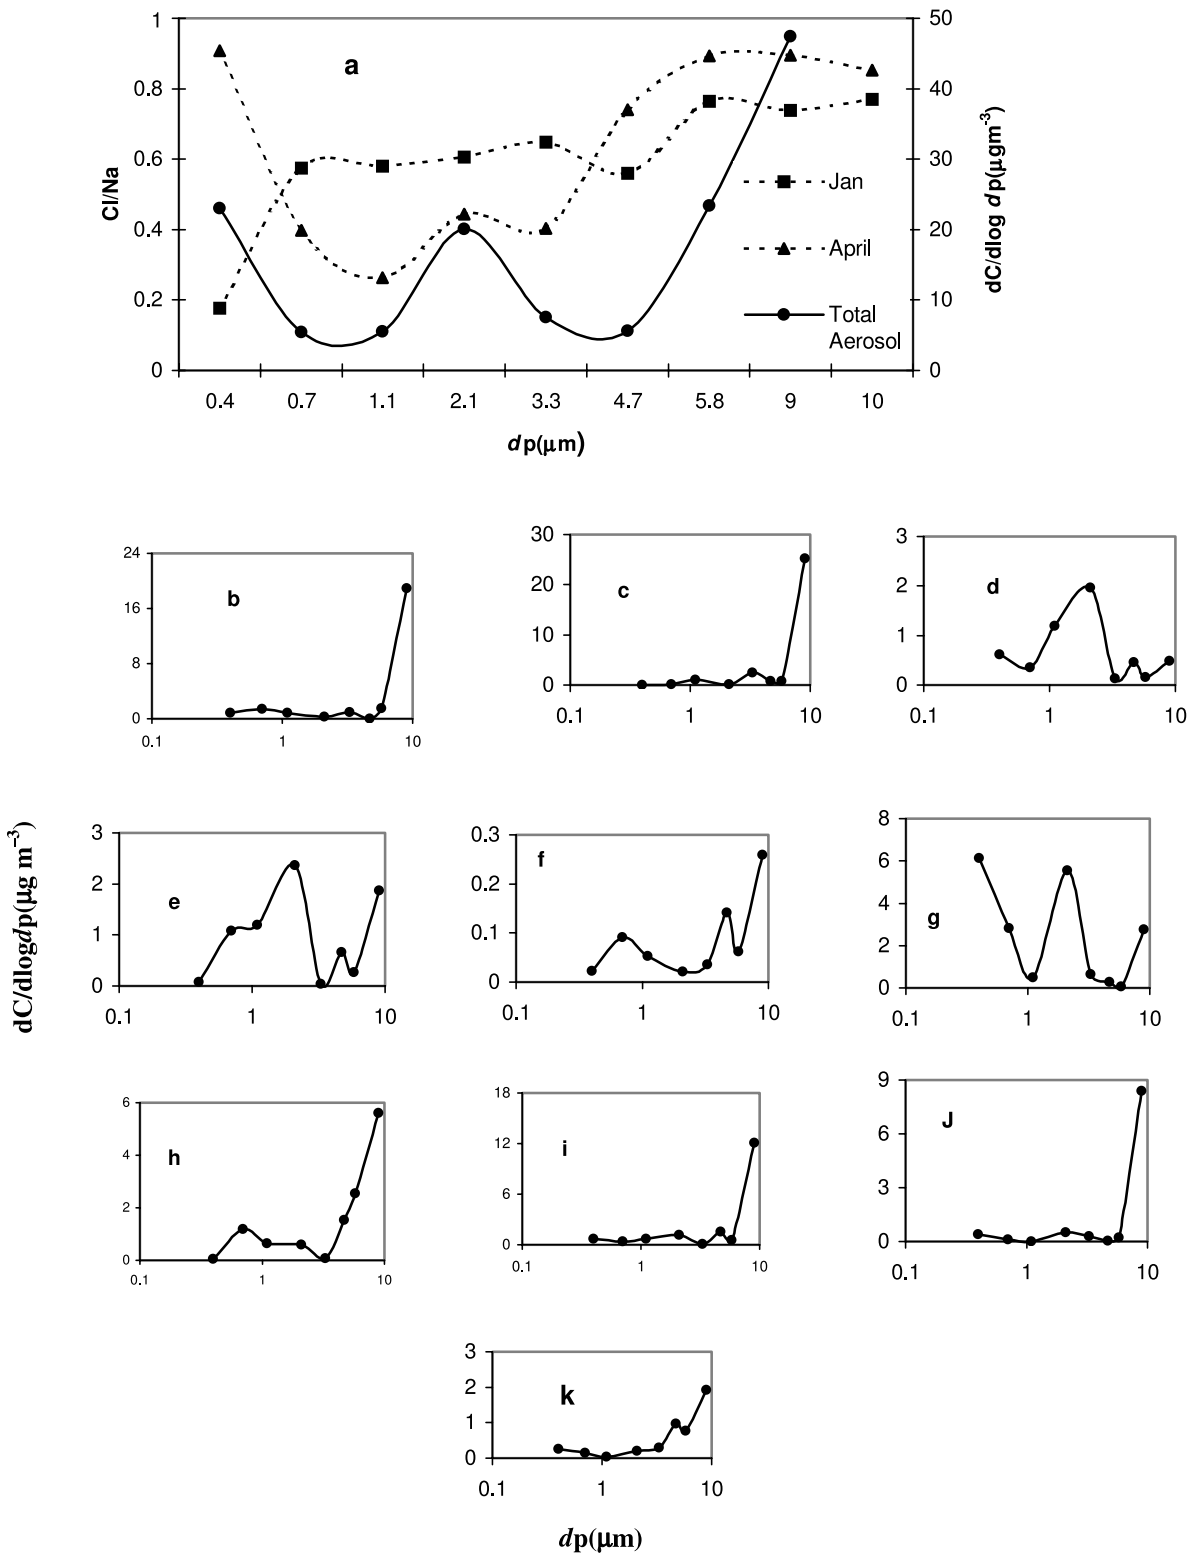 1
0.8
0.6
0.4
0.2
0
Cl/Na
a
50
40
30
20
10
0
dC/dlog dp(μgm⁻³)
Jan
April
Total
Aerosol
0.4 0.7 1.1 2.1 3.3 4.7 5.8 9 10
dp(μm)
24
16
8
0
b
0.1 1 10
30
20
10
0
c
0.1 1 10
3
2
1
0
d
0.1 1 10
dC/dlogdp(μg m⁻³)
3
2
1
0
e
0.1 1 10
0.3
0.2
0.1
0
f
0.1 1 10
8
6
4
2
0
g
0.1 1 10
6
4
2
0
h
0.1 1 10
18
12
6
0
i
0.1 1 10
9
6
3
0
J
0.1 1 10
3
2
1
0
k
0.1 1 10
dp(μm)